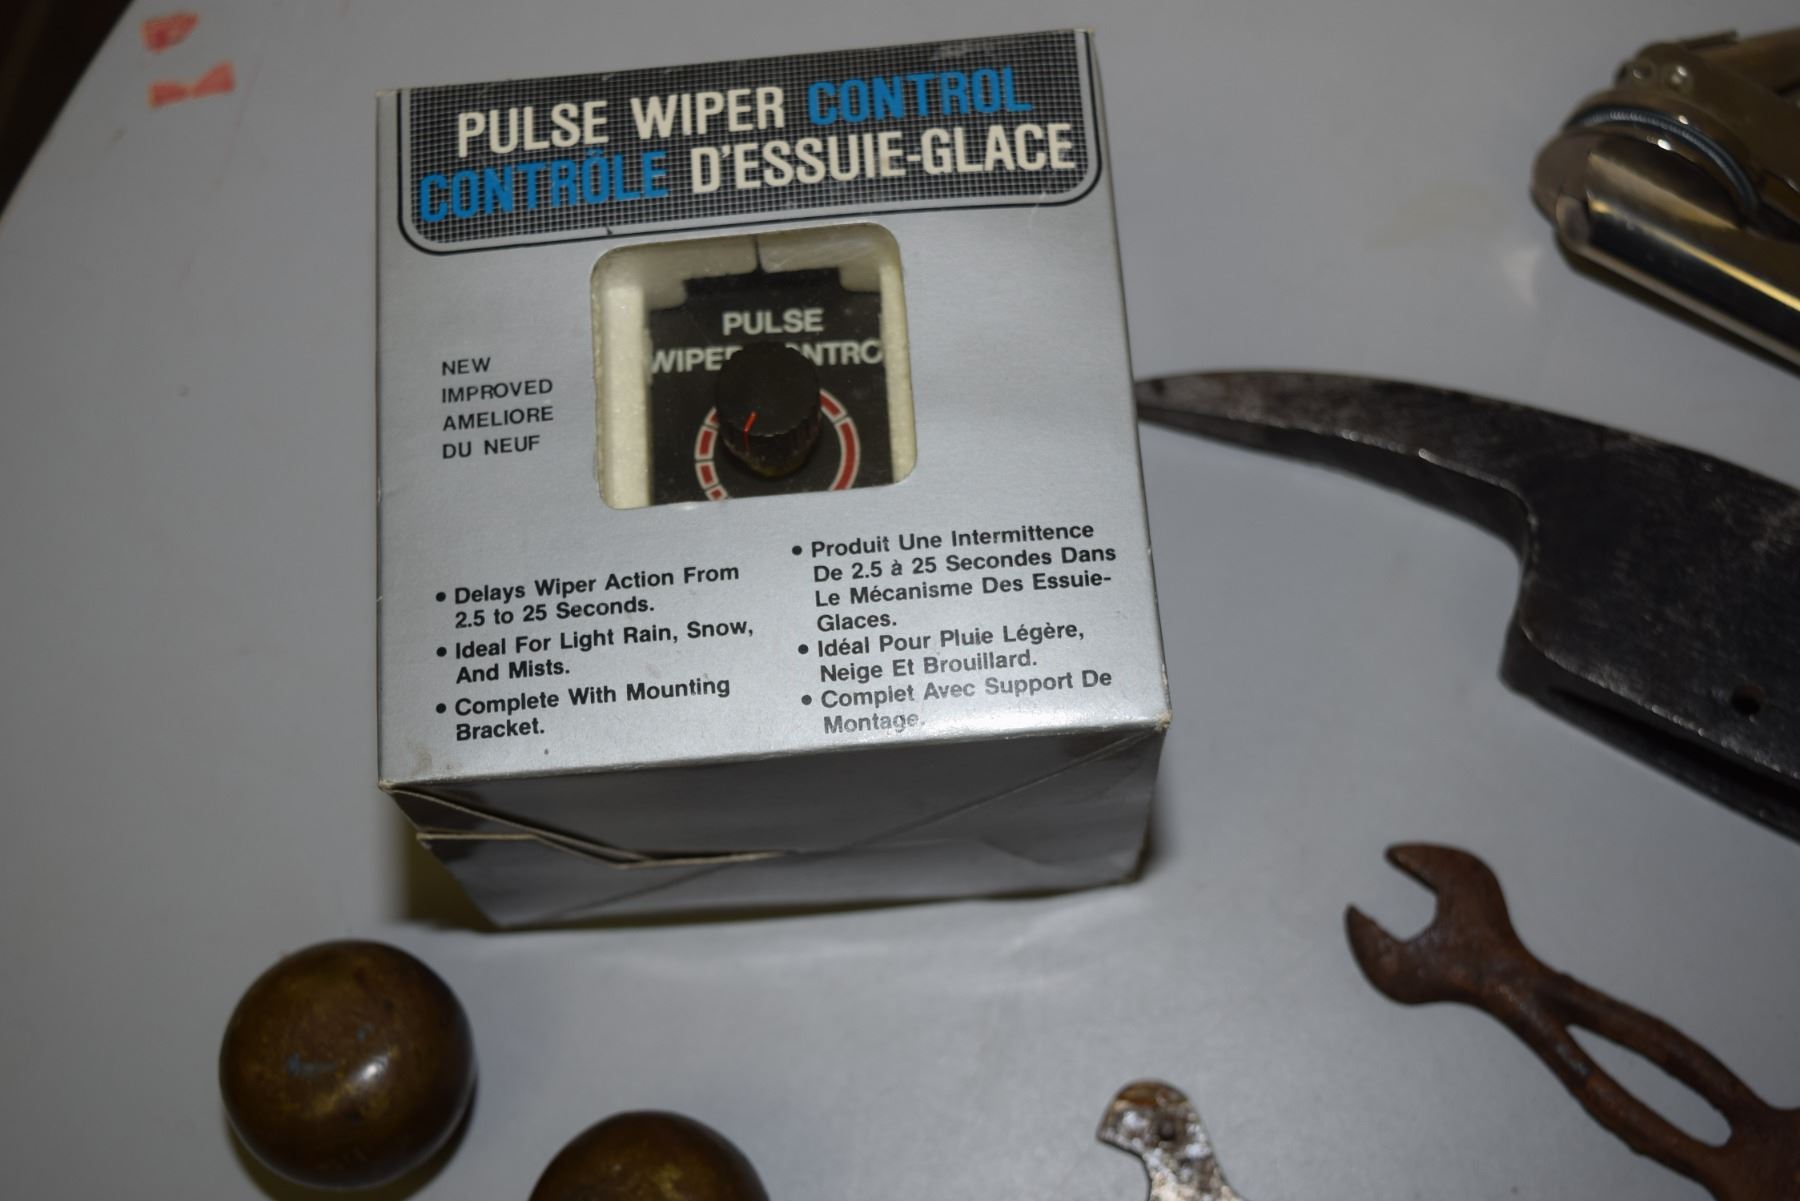 PULSE WIPER CONTROL
CONTRÔLE D'ESSUIE-GLACE
PULSE
WIPE NTRO
NEW
IMPROVED
AMELIORE
DU NEUF
• Delays Wiper Action From
2.5 to 25 Seconds.
• Ideal For Light Rain, Snow,
And Mists.
• Complete With Mounting
Bracket.
• Produit Une Intermittence
De 2.5 à 25 Secondes Dans
Le Mécanisme Des Essuie-
Glaces.
• Idéal Pour Pluie Légère,
Neige Et Brouillard.
• Complet Avec Support De
Montage.